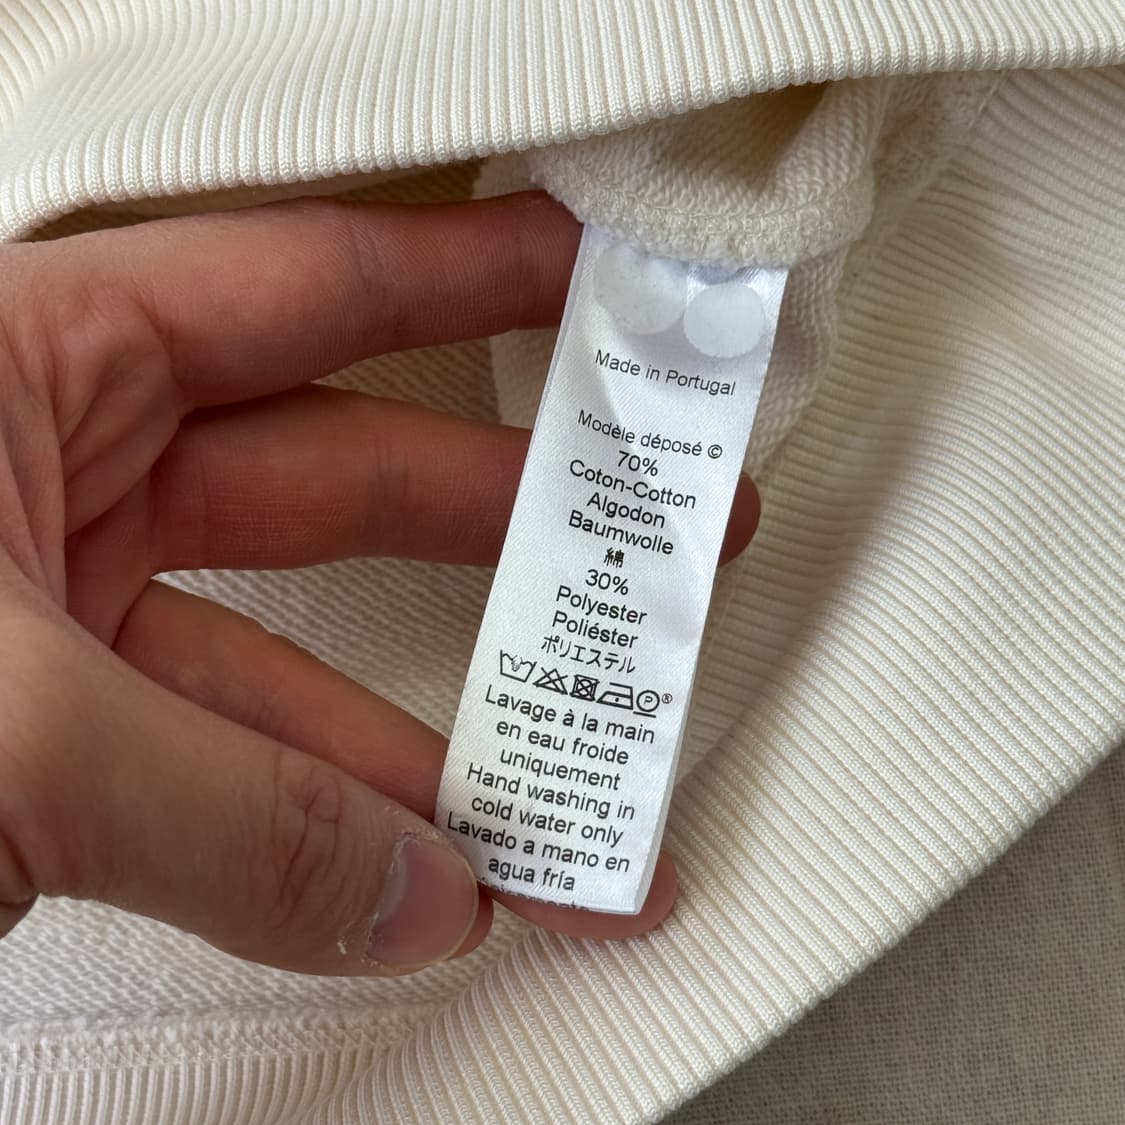 Made in Portugal
Modèle déposé ©
70%
Coton-Cotton
Algodon
Baumwolle
綿
30%
Polyester
Poliéster
ポリエステル
P ®
Lavage à la main
en eau froide
uniquement
Hand washing in
cold water only
Lavado a mano en
agua fría